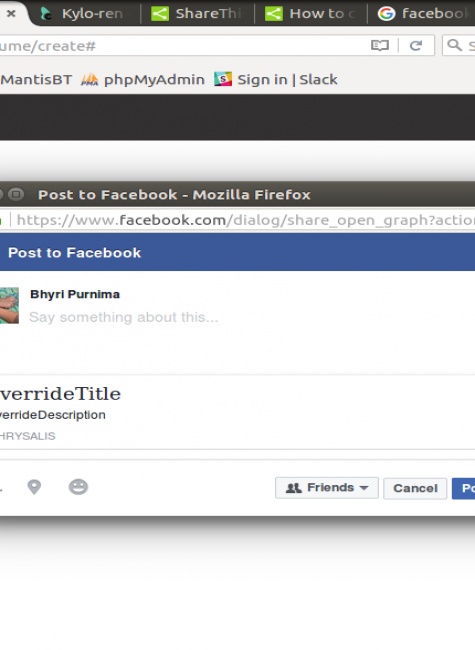 × Kylo-ren ShareThi How to c facebool
ume/create#
MantisBT phpMyAdmin Sign in | Slack
Post to Facebook - Mozilla Firefox
https://www.facebook.com/dialog/share_open_graph?action
Post to Facebook
Bhyri Purnima
Say something about this...
verrideTitle
verrideDescription
HRYSALIS
Friends Cancel Po